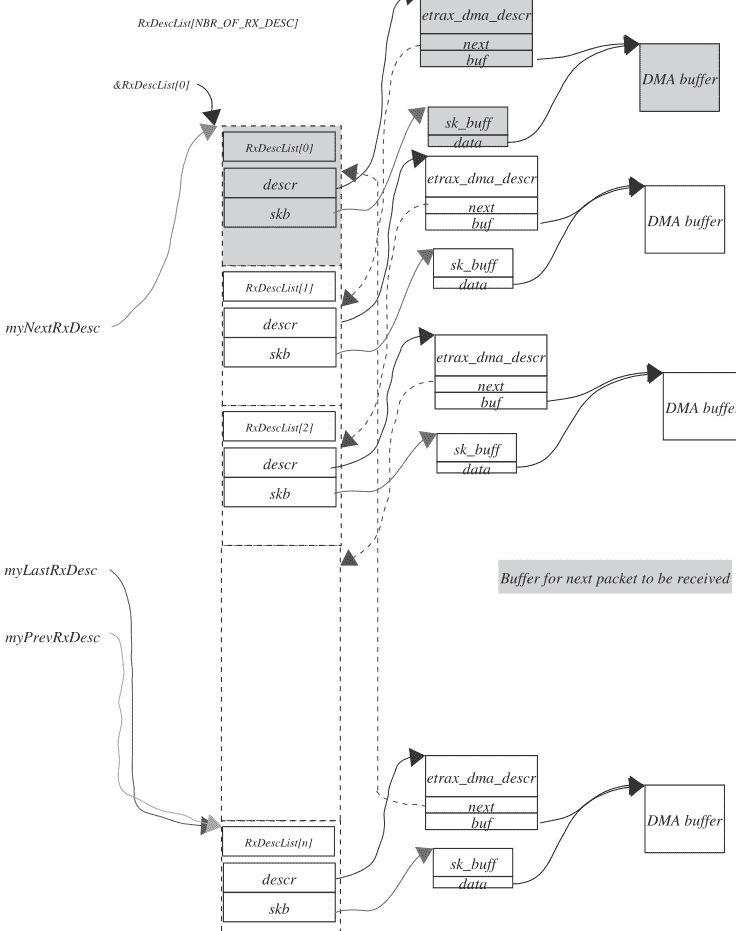 RxDescList[NBR_OF_RX_DESC]
etrax_dma_descr
next
buf
DMA buffer
&RxDescList[0]
sk_buff
data
RxDescList[0]
descr
skb
etrax_dma_descr
next
buf
DMA buffer
sk_buff
data
RxDescList[1]
descr
skb
myNextRxDesc
etrax_dma_descr
next
buf
DMA buffer
sk_buff
data
RxDescList[2]
descr
skb
myLastRxDesc
Buffer for next packet to be received
myPrevRxDesc
etrax_dma_descr
next
buf
DMA buffer
RxDescList[n]
sk_buff
data
descr
skb